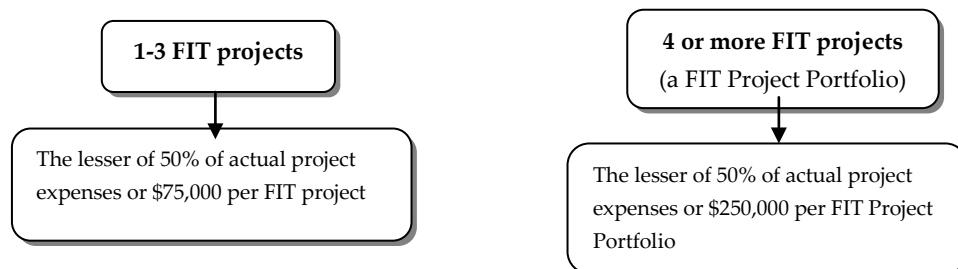 1-3 FIT projects
The lesser of 50% of actual project
expenses or $75,000 per FIT project
4 or more FIT projects
(a FIT Project Portfolio)
The lesser of 50% of actual project
expenses or $250,000 per FIT Project
Portfolio